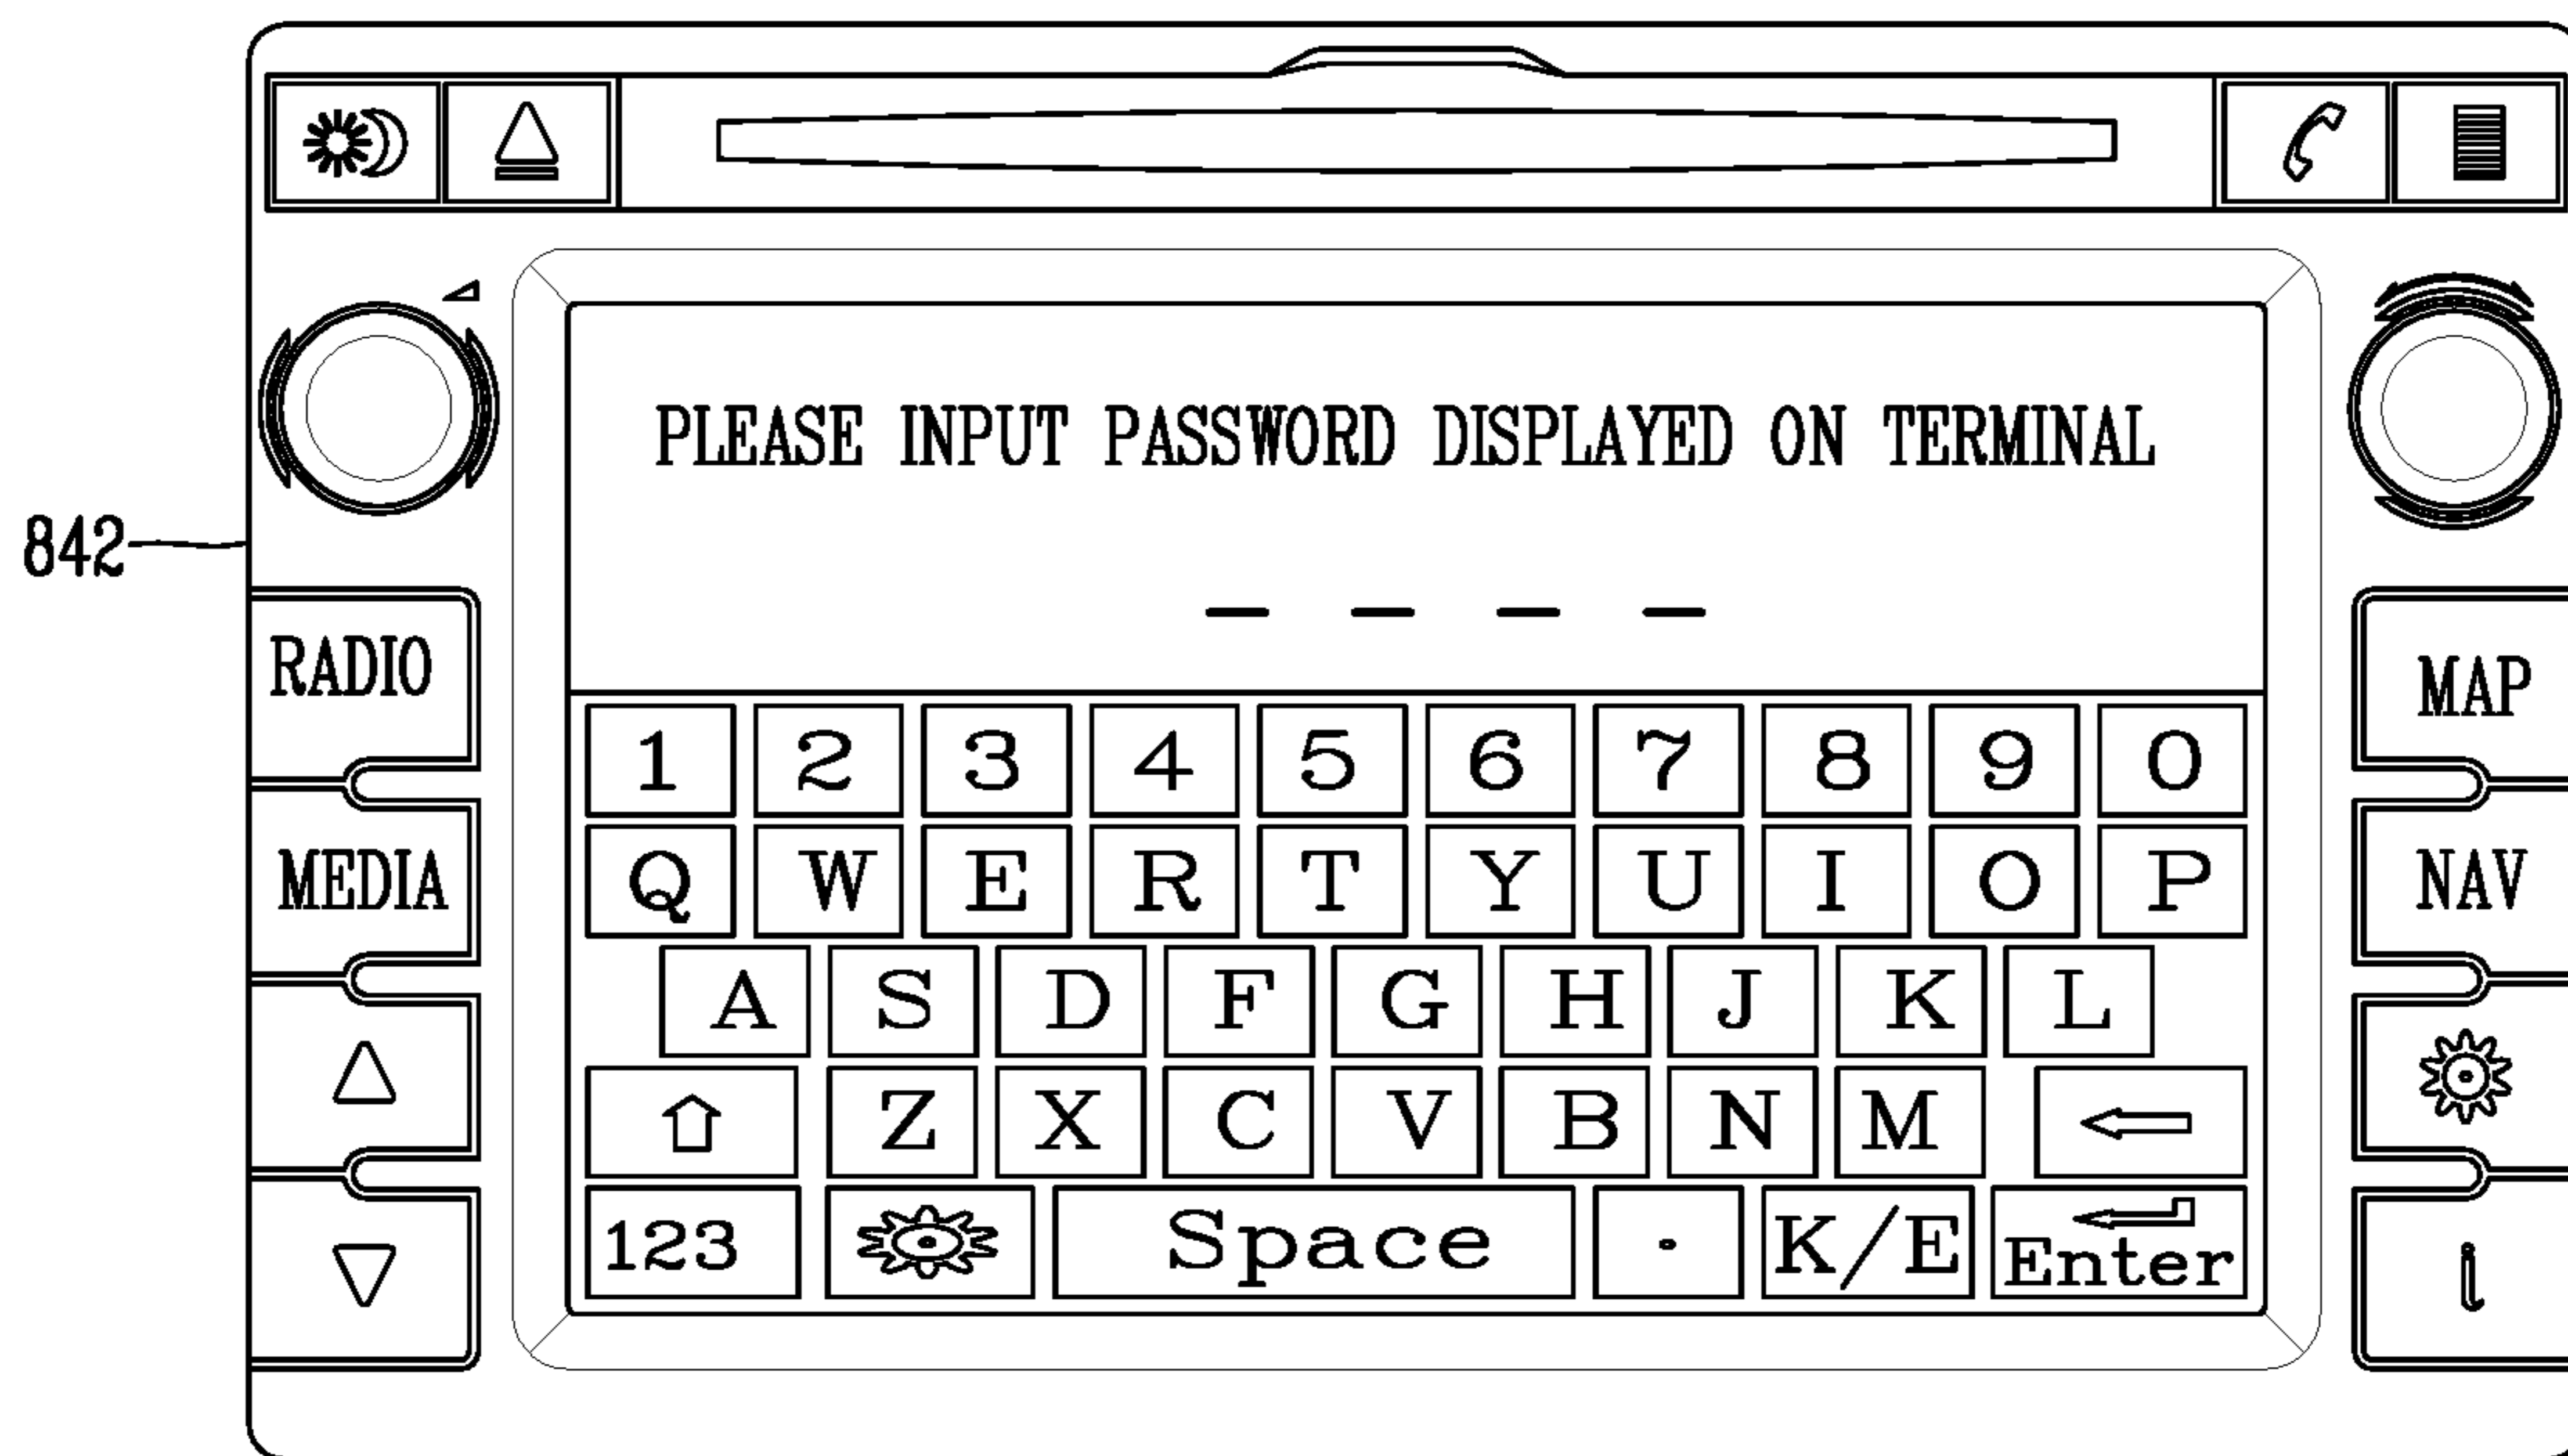 PLEASE INPUT PASSWORD DISPLAYED ON TERMINAL
842
RADIO
MAP
1 2 3 4 5 6 7 8 9 0
MEDIA
Q W E R T Y U I O P
NAV
A S D F G H J K L
Z X C V B N M
123 Space . K/E Enter
i